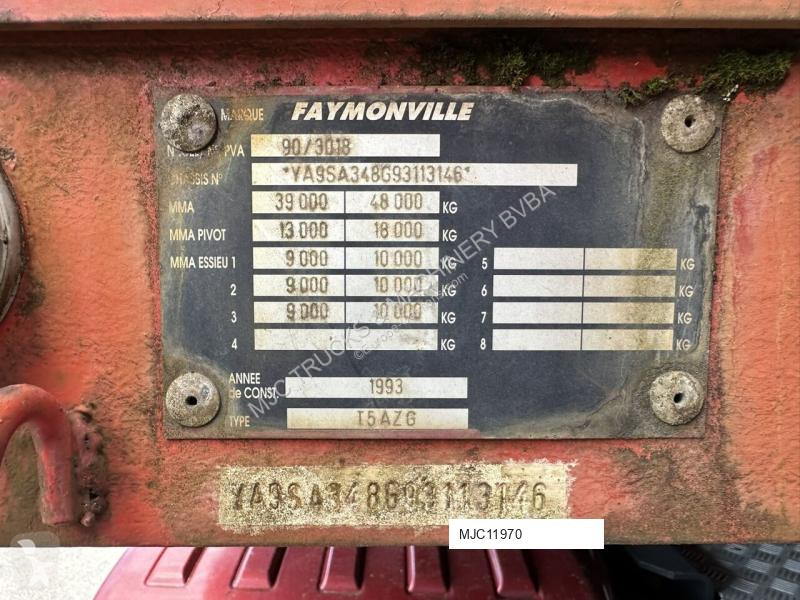 MARQUE FAYMONVILLE
PVA 90/3018
CHASSIS N° *YA9SA348G93113146*
MMA 39 000 48 000 KG
MMA PIVOT 13 000 18 000 KG
MMA ESSIEU 1 9 000 10 000 KG 5 KG
2 9 000 10 000 KG 6 KG
3 9 000 10 000 KG 7 KG
4 KG 8 KG
ANNEE
de CONST. 1993
TYPE T5AZG
YA9SA348G93113146
MJC11970
MJC TRUCKS & MACHINERY BVBA